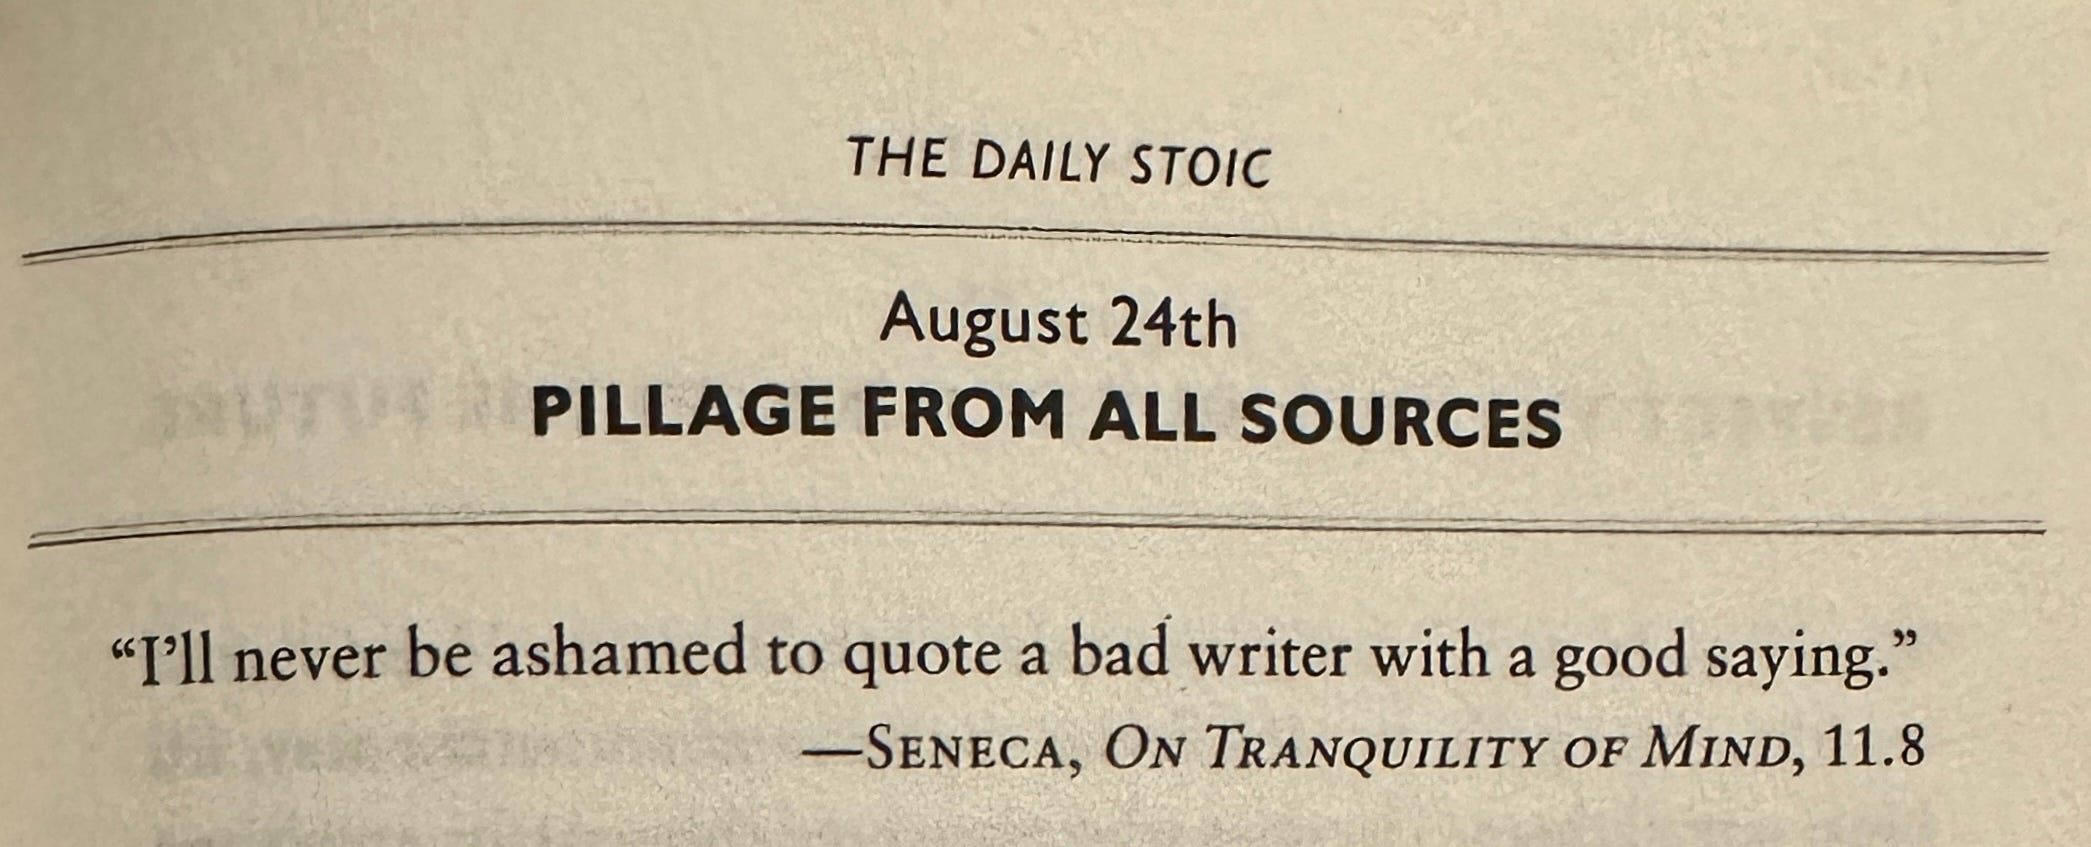 THE DAILY STOIC
August 24th
PILLAGE FROM ALL SOURCES
“I’ll never be ashamed to quote a bad writer with a good saying.”
—SENECA, ON TRANQUILITY OF MIND, 11.8